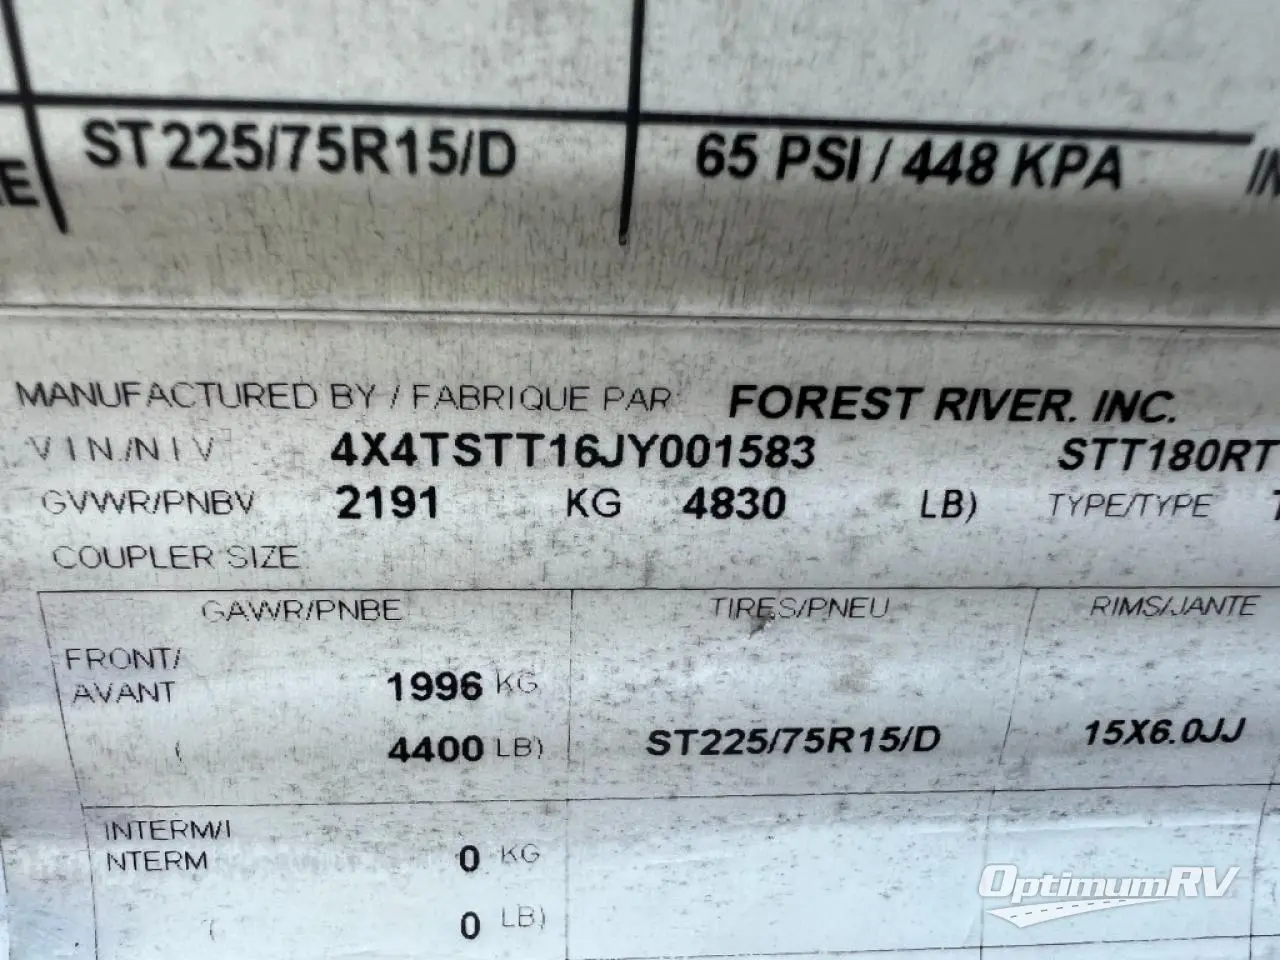 ST225/75R15/D 65 PSI / 448 KPA
MANUFACTURED BY / FABRIQUE PAR FOREST RIVER. INC.
VIN/NIV 4X4TSTT16JY001583 STT180RT
GVWR/PNBV 2191 KG 4830 LB) TYPE/TYPE
COUPLER SIZE
GAWR/PNBE TIRES/PNEU RIMS/JANTE
FRONT/
AVANT 1996 KG
( 4400 LB) ST225/75R15/D 15X6.0JJ
INTERM/I
NTERM 0 KG
( 0 LB)
OptimumRV